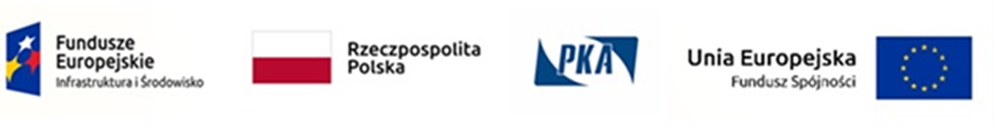 Fundusze
Europejskie
Infrastruktura i Środowisko
Rzeczpospolita
Polska
PKA
Unia Europejska
Fundusz Spójności